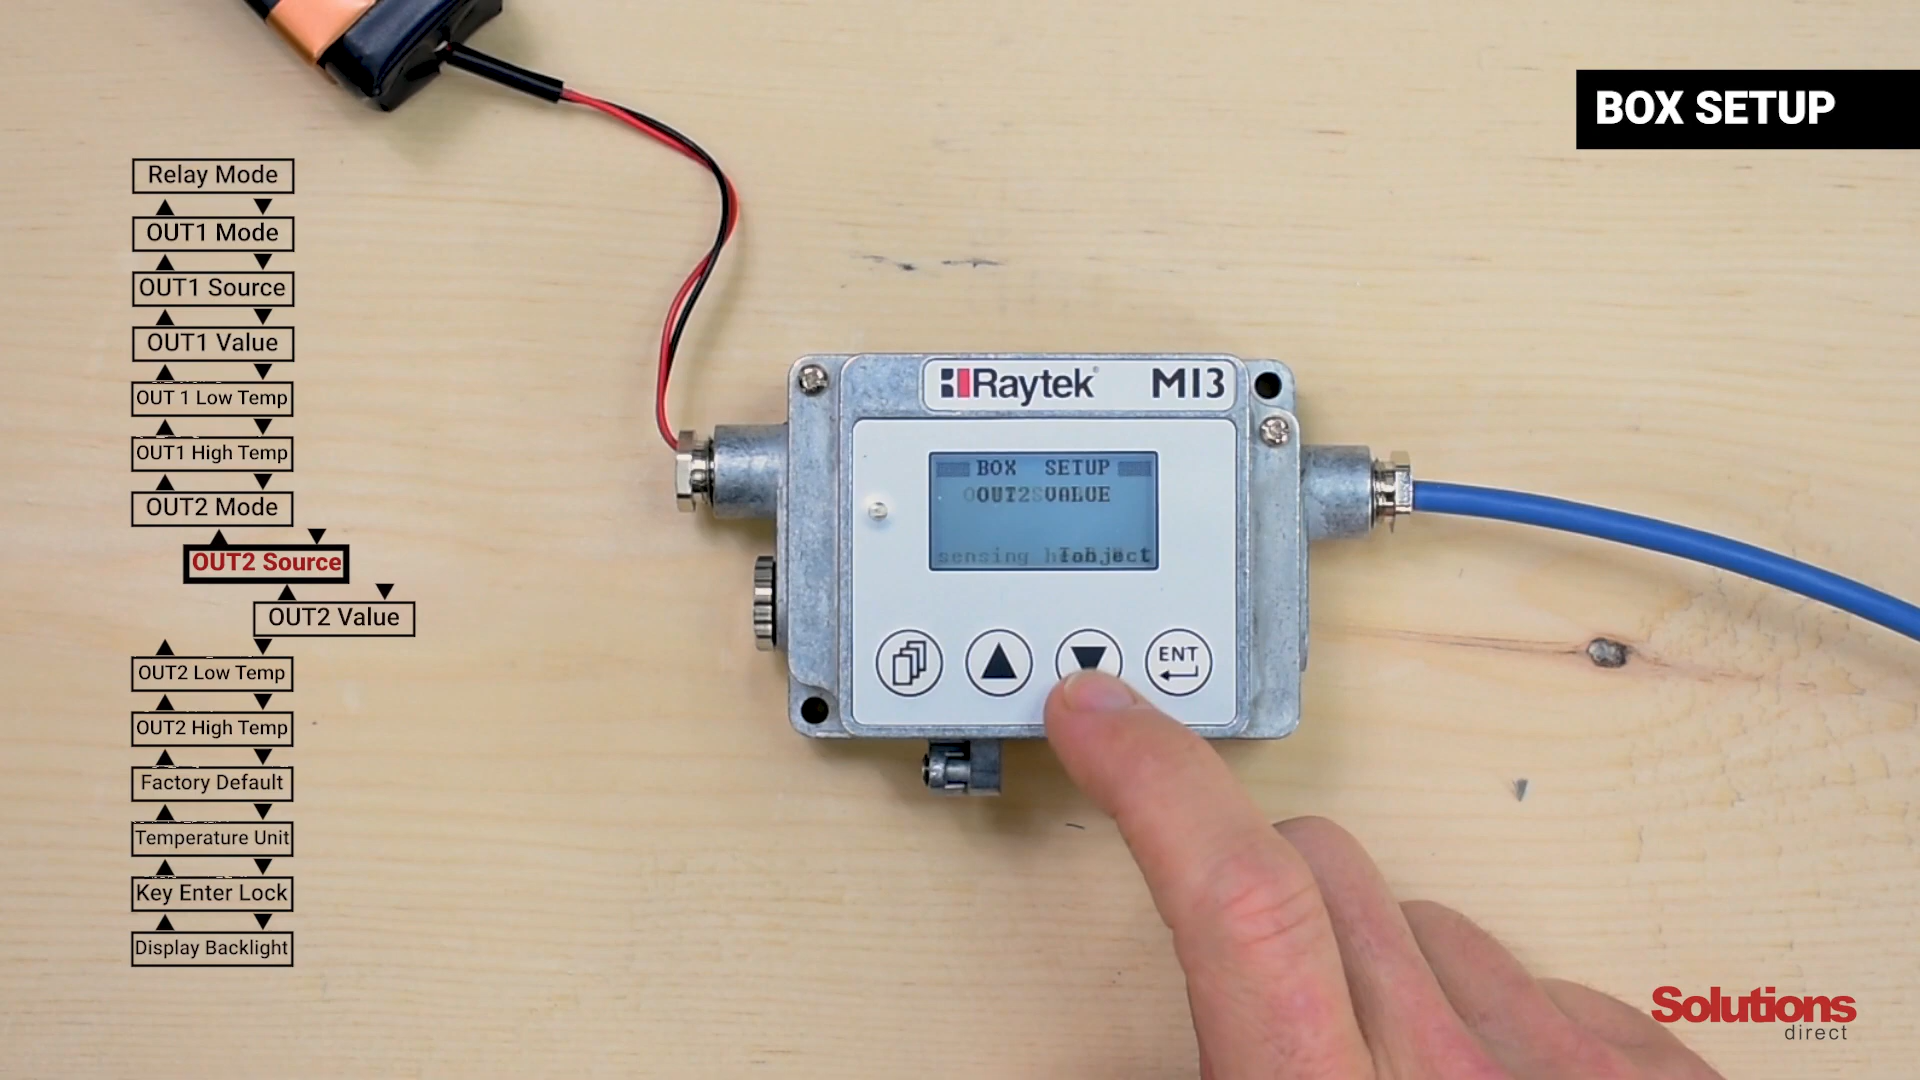 BOX SETUP
Relay Mode
OUT1 Mode
OUT1 Source
OUT1 Value
OUT 1 Low Temp
OUT1 High Temp
OUT2 Mode
OUT2 Source
OUT2 Value
OUT2 Low Temp
OUT2 High Temp
Factory Default
Temperature Unit
Key Enter Lock
Display Backlight
Raytek® MI3
BOX SETUP
OUT2 VALUE
sensing
Tobject
ENT
Solutions
direct